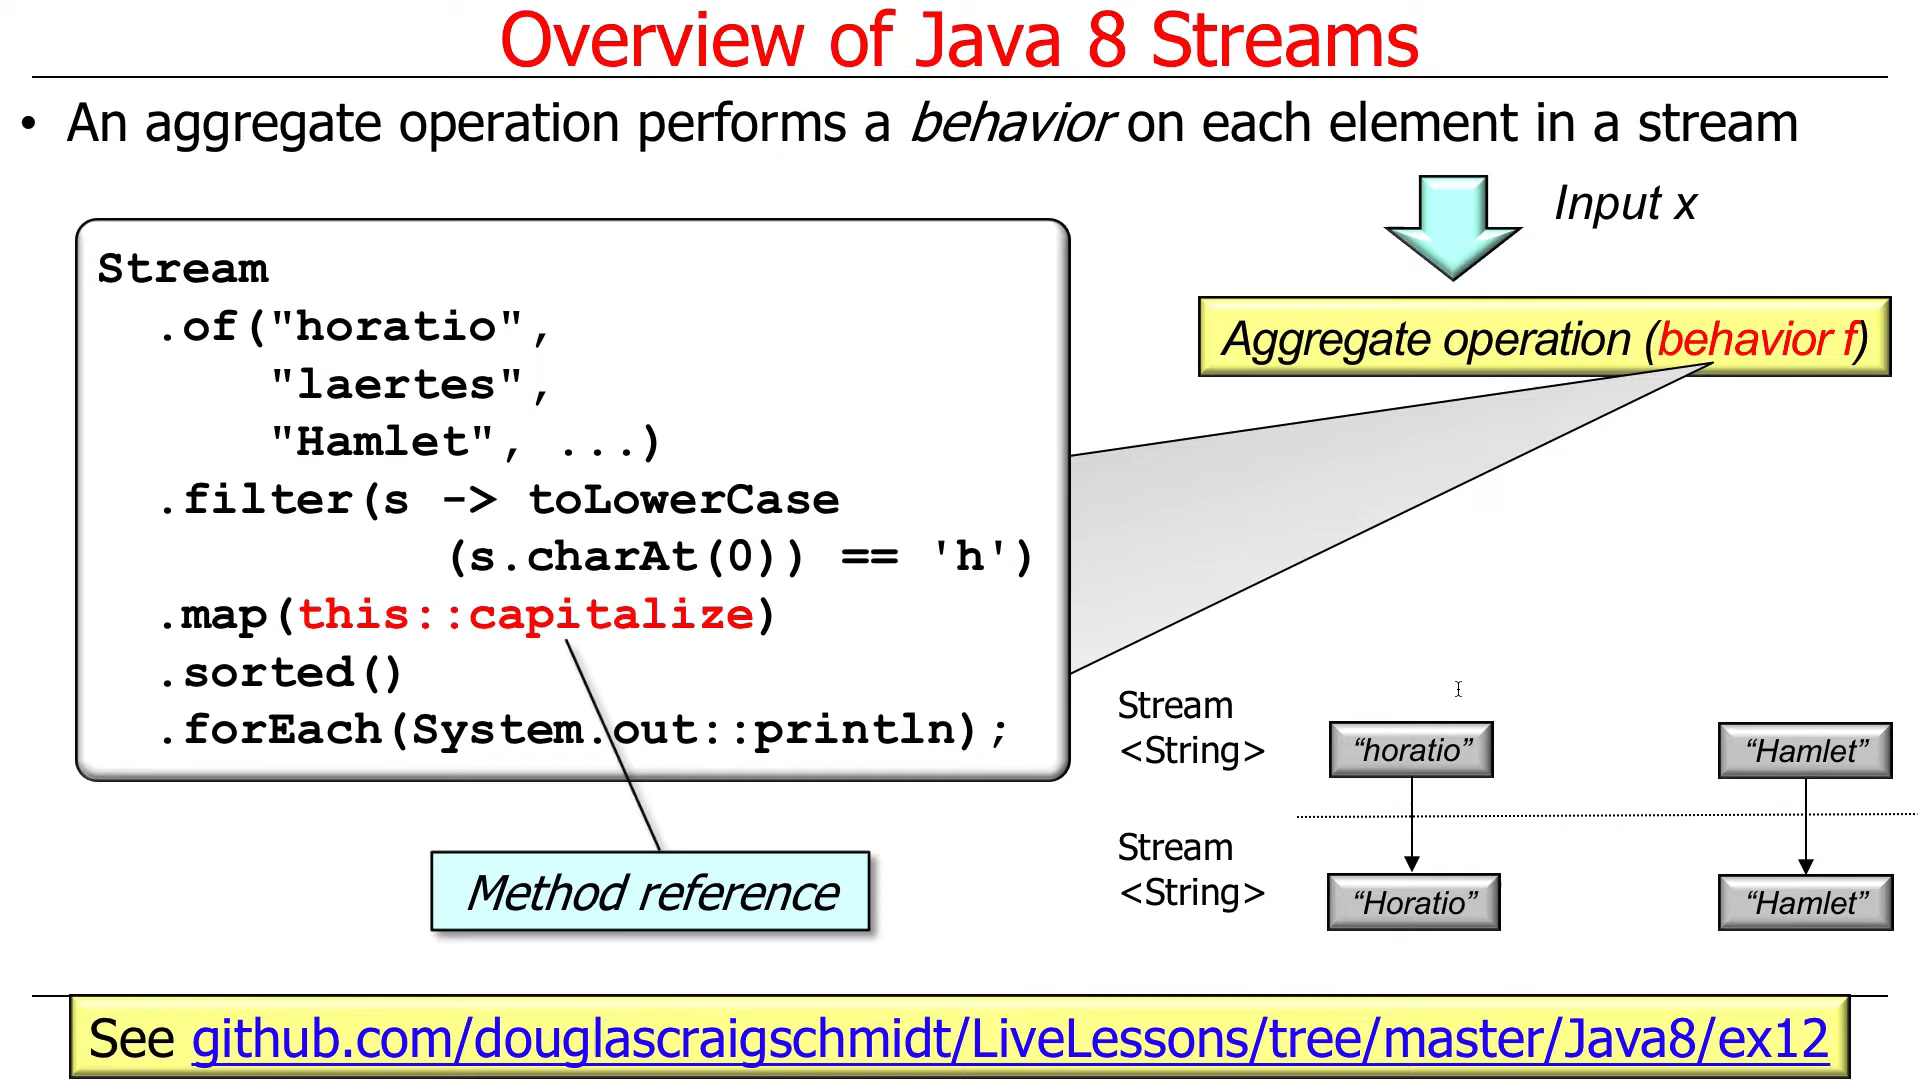 Overview of Java 8 Streams
• An aggregate operation performs a behavior on each element in a stream
Input x
Aggregate operation (behavior f)
Stream
.of("horatio",
"laertes",
"Hamlet", ...)
.filter(s -> toLowerCase
(s.charAt(0)) == 'h')
.map(this::capitalize)
.sorted()
.forEach(System.out::println);
Method reference
Stream
<String>
“horatio”
“Hamlet”
Stream
<String>
“Horatio”
“Hamlet”
See github.com/douglascraigschmidt/LiveLessons/tree/master/Java8/ex12